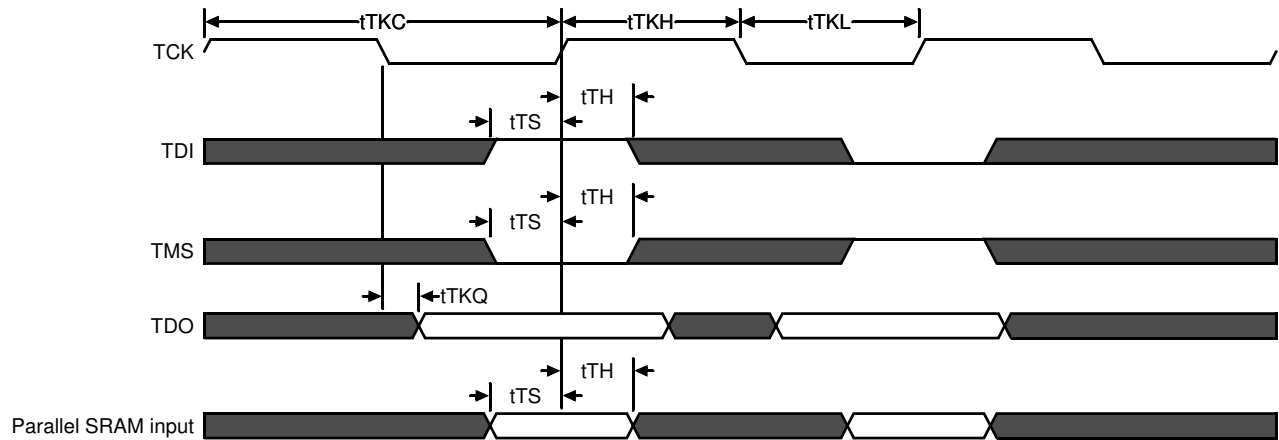 tTKC tTKH tTKL
TCK
tTH
tTS
TDI
tTH
tTS
TMS
tTKQ
TDO
tTH
tTS
Parallel SRAM input